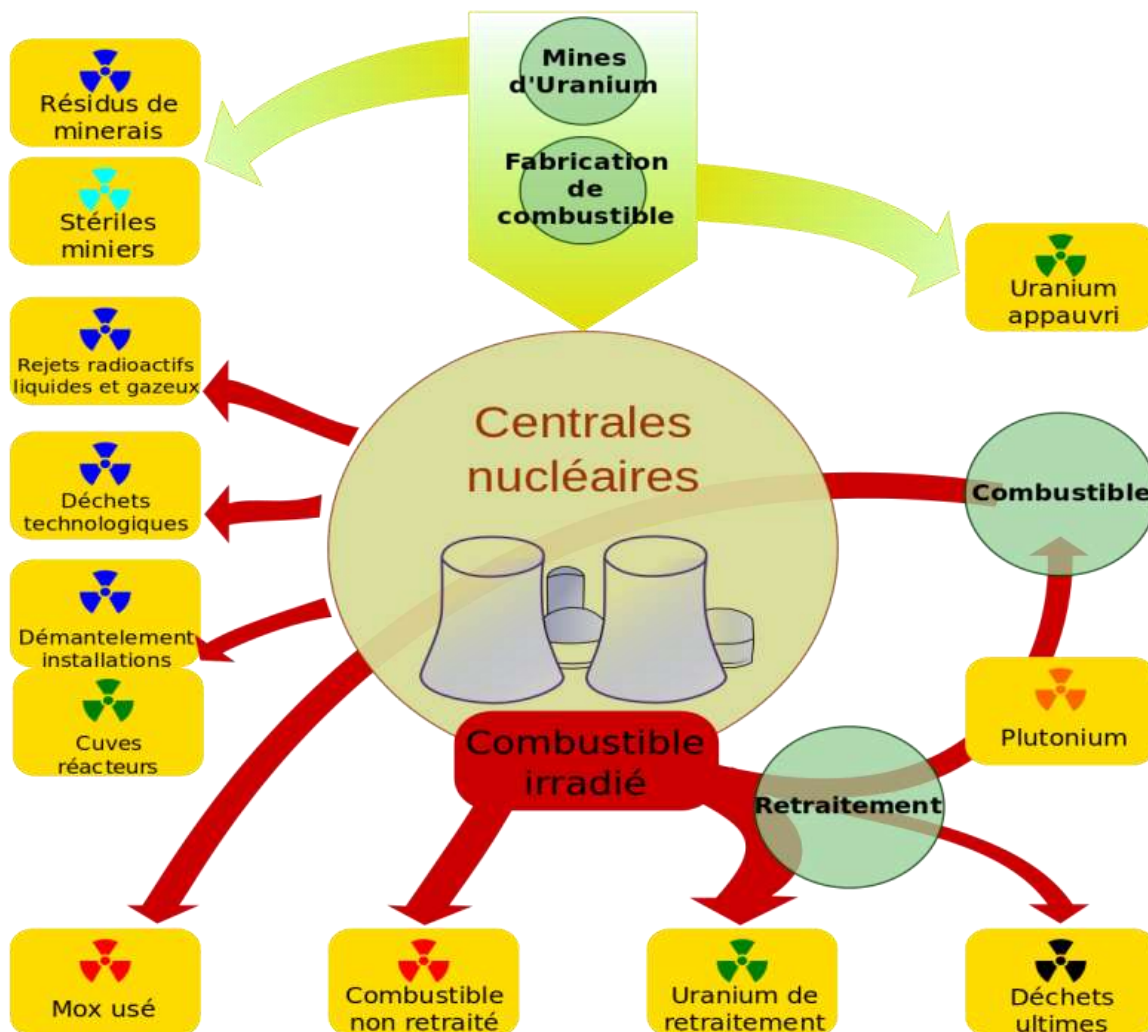 Mines
d'Uranium
Fabrication
de
combustible
Résidus de
minerais
Stériles
miniers
Uranium
appauvri
Rejets radioactifs
liquides et gazeux
Centrales
nucléaires
Déchets
technologiques
Combustible
Démantelement
installations
Cuves
réacteurs
Plutonium
Combustible
irradié
Retraitement
Mox usé
Combustible
non retraité
Uranium de
retraitement
Déchets
ultimes